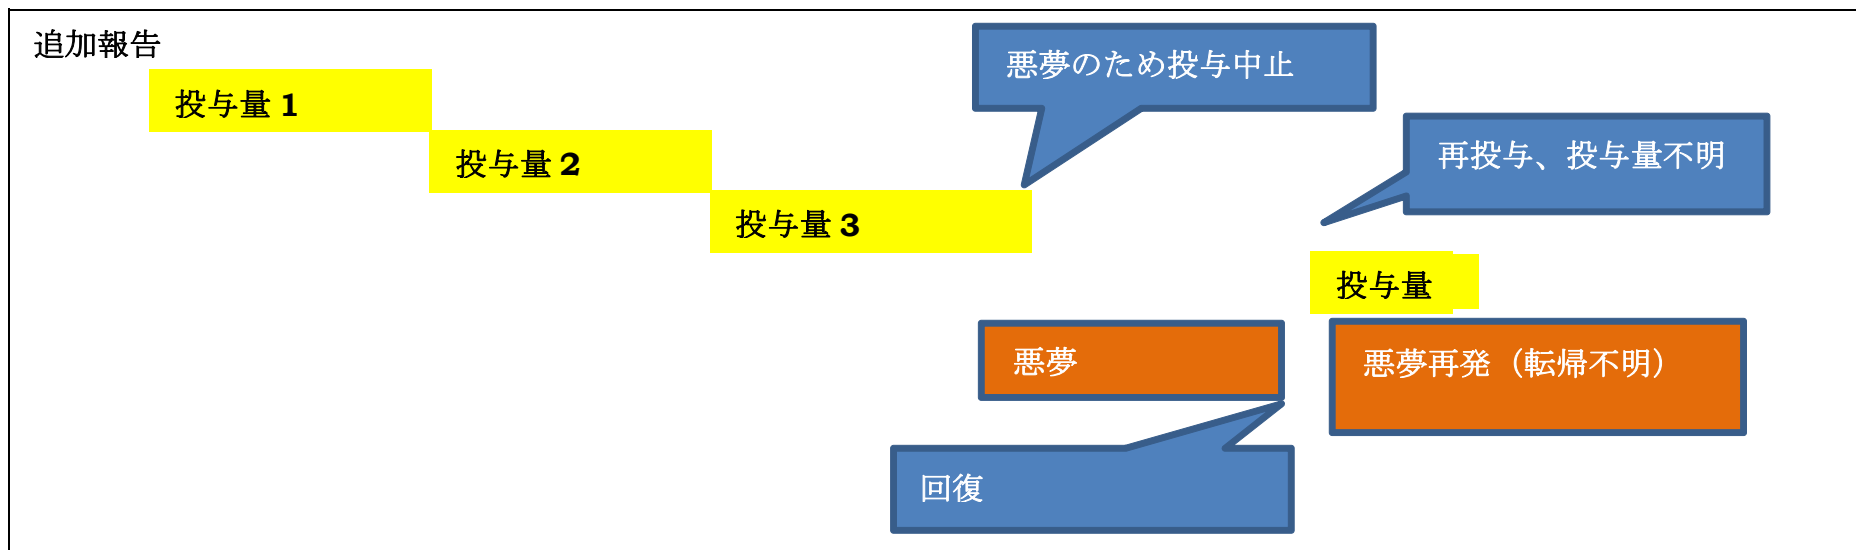 追加報告
悪夢のため投与中止
投与量 1
再投与、投与量不明
投与量 2
投与量 3
投与量
悪夢
悪夢再発（転帰不明）
回復